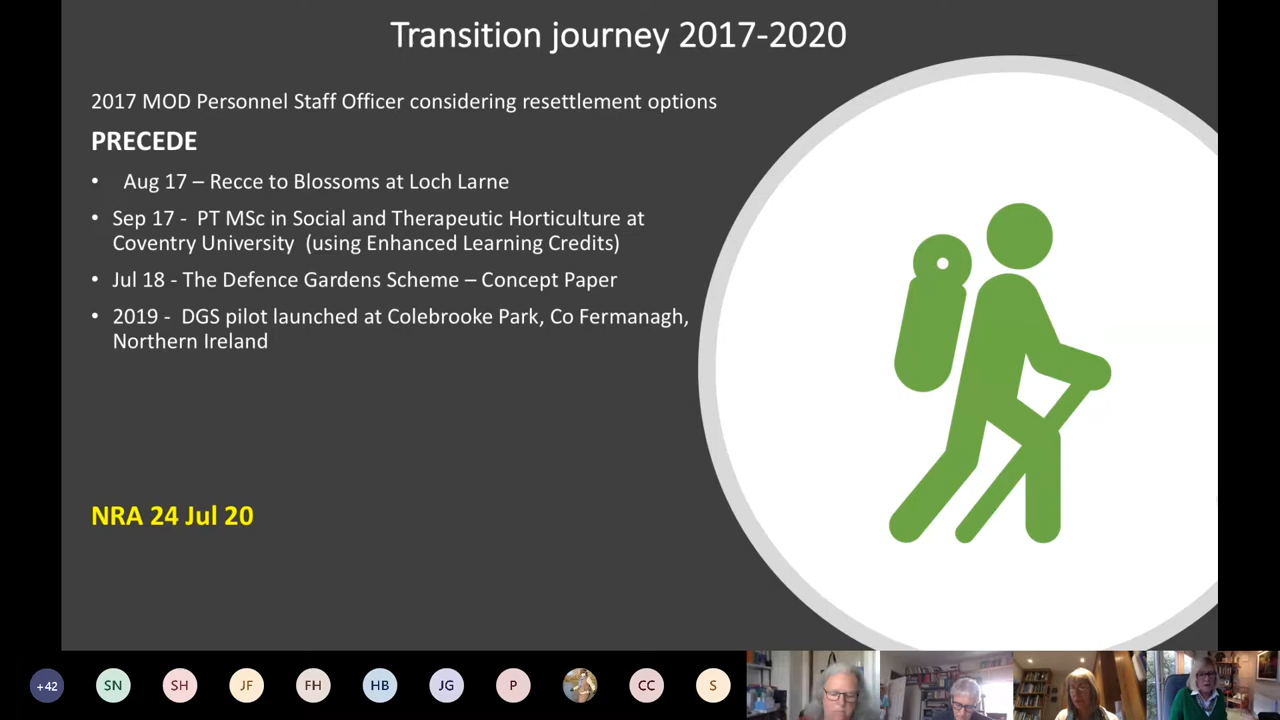 Transition journey 2017-2020
2017 MOD Personnel Staff Officer considering resettlement options
PRECEDE
• Aug 17 – Recce to Blossoms at Loch Larne
• Sep 17 - PT MSc in Social and Therapeutic Horticulture at
Coventry University (using Enhanced Learning Credits)
• Jul 18 - The Defence Gardens Scheme – Concept Paper
• 2019 - DGS pilot launched at Colebrooke Park, Co Fermanagh,
Northern Ireland
NRA 24 Jul 20
+42 SN SH JF FH HB JG P CC S